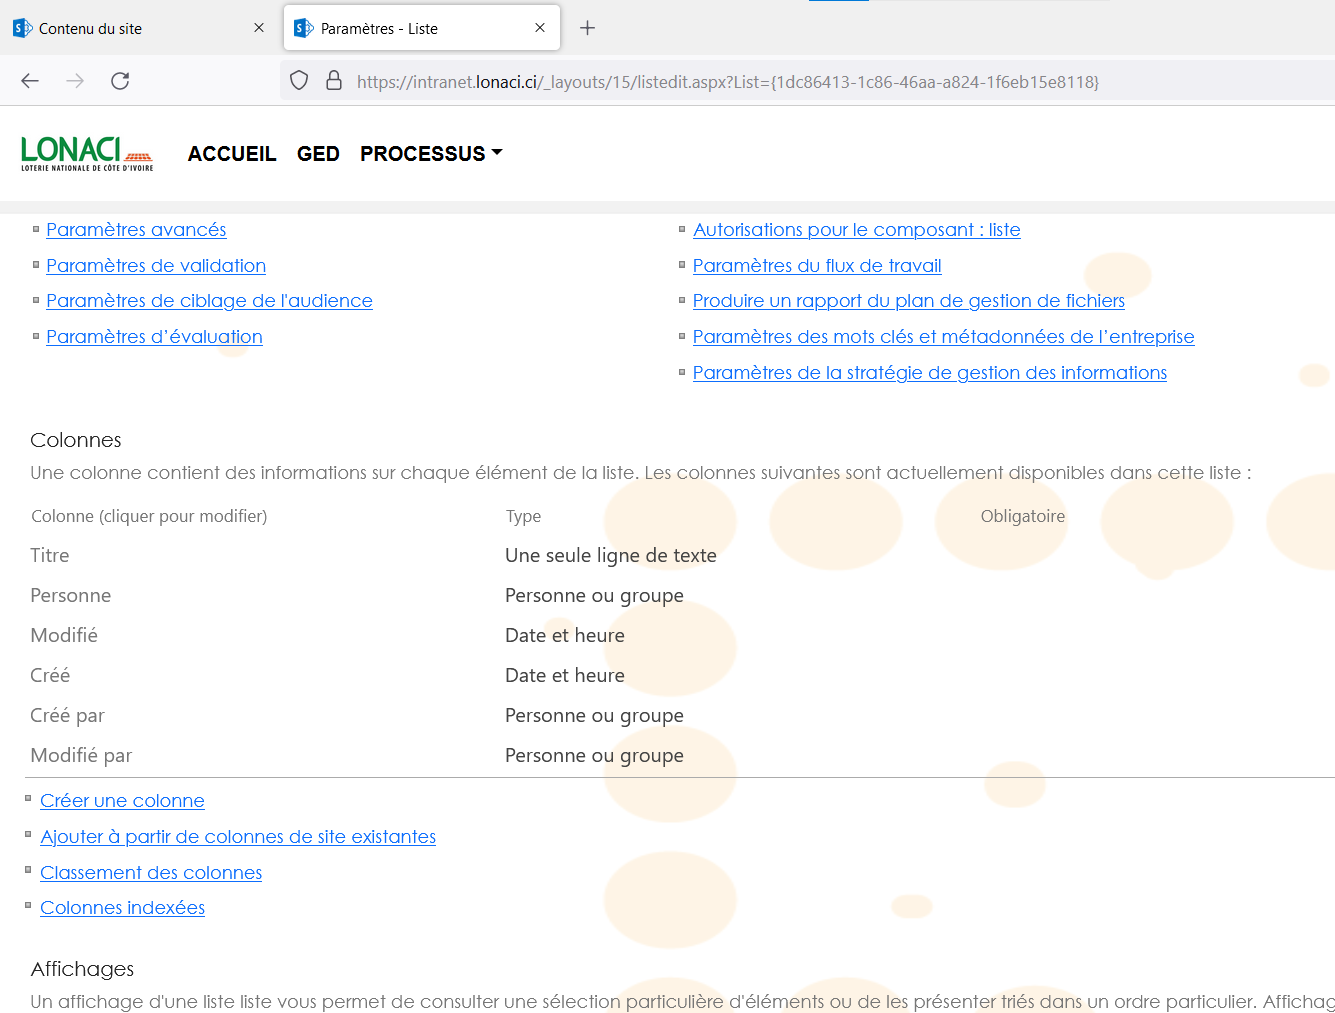 Contenu du site
Paramètres - Liste
https://intranet.lonaci.ci/_layouts/15/listedit.aspx?List={1dc86413-1c86-46aa-a824-1f6eb15e8118}
LONACI
LOTERIE NATIONALE DE CÔTE D'IVOIRE
ACCUEIL GED PROCESSUS
Paramètres avancés
Paramètres de validation
Paramètres de ciblage de l'audience
Paramètres d’évaluation
Autorisations pour le composant : liste
Paramètres du flux de travail
Produire un rapport du plan de gestion de fichiers
Paramètres des mots clés et métadonnées de l’entreprise
Paramètres de la stratégie de gestion des informations
Colonnes
Une colonne contient des informations sur chaque élément de la liste. Les colonnes suivantes sont actuellement disponibles dans cette liste :
Colonne (cliquer pour modifier) Type Obligatoire
Titre Une seule ligne de texte
Personne Personne ou groupe
Modifié Date et heure
Créé Date et heure
Créé par Personne ou groupe
Modifié par Personne ou groupe
Créer une colonne
Ajouter à partir de colonnes de site existantes
Classement des colonnes
Colonnes indexées
Affichages
Un affichage d'une liste liste vous permet de consulter une sélection particulière d'éléments ou de les présenter triés dans un ordre particulier. Affichag